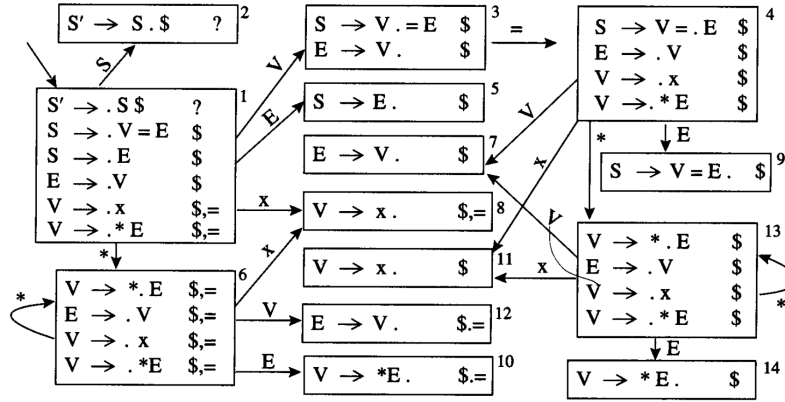 S' → S . $ ?
2
S
S' → . S $ ?
S → . V = E $
S → . E $
E → . V $
V → . x $,=
V → . * E $,=
1
*
V → * . E $,=
E → . V $,=
V → . x $,=
V → . * E $,=
6
*
V
E
x
x
V
E
S → V . = E $
E → V . $
3
=
S → E . $
5
E → V . $
7
V → x . $,=
8
V → x . $
11
E → V . $.=
12
V → *E . $.=
10
S → V = . E $
E → . V $
V → . x $
V → . * E $
4
V
x
*
E
S → V = E . $
9
V
x
V → * . E $
E → . V $
V → . x $
V → . * E $
13
*
E
V → * E . $
14